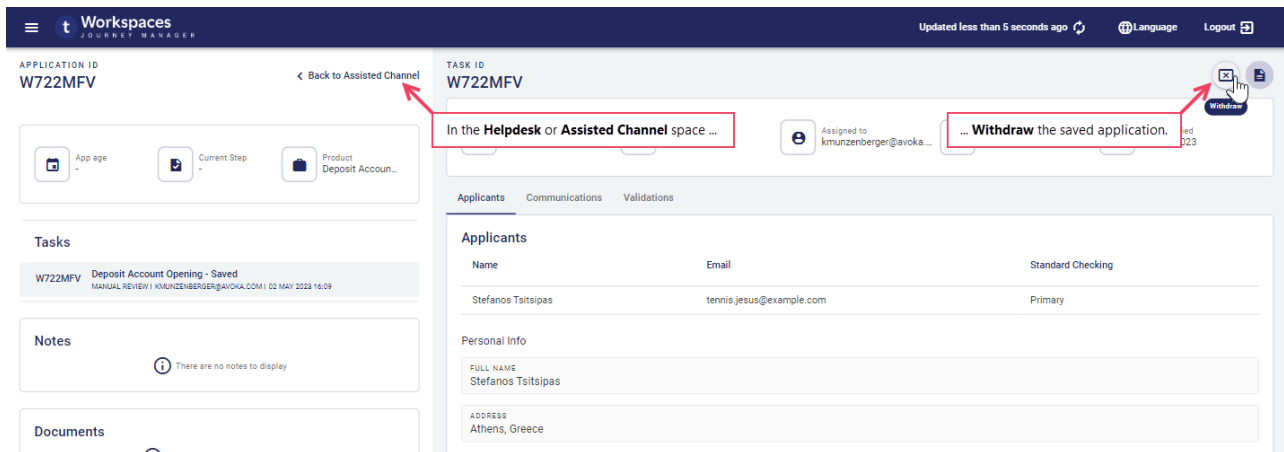 t Workspaces
JOURNEY MANAGER
Updated less than 5 seconds ago
Language
Logout
APPLICATION ID
W722MFV
Back to Assisted Channel
App age
-
Current Step
-
Product
Deposit Accoun...
Tasks
W722MFV
Deposit Account Opening - Saved
MANUAL REVIEW | KMUNZENBERGER@AVOKA.COM | 02 MAY 2023 16:09
Notes
There are no notes to display
Documents
TASK ID
W722MFV
Withdraw
In the Helpdesk or Assisted Channel space ...
Assigned to
kmunzenberger@avoka....
... Withdraw the saved application.
Applicants
Communications
Validations
Applicants
Name
Email
Standard Checking
Stefanos Tsitsipas
tennis.jesus@example.com
Primary
Personal Info
FULL NAME
Stefanos Tsitsipas
ADDRESS
Athens, Greece